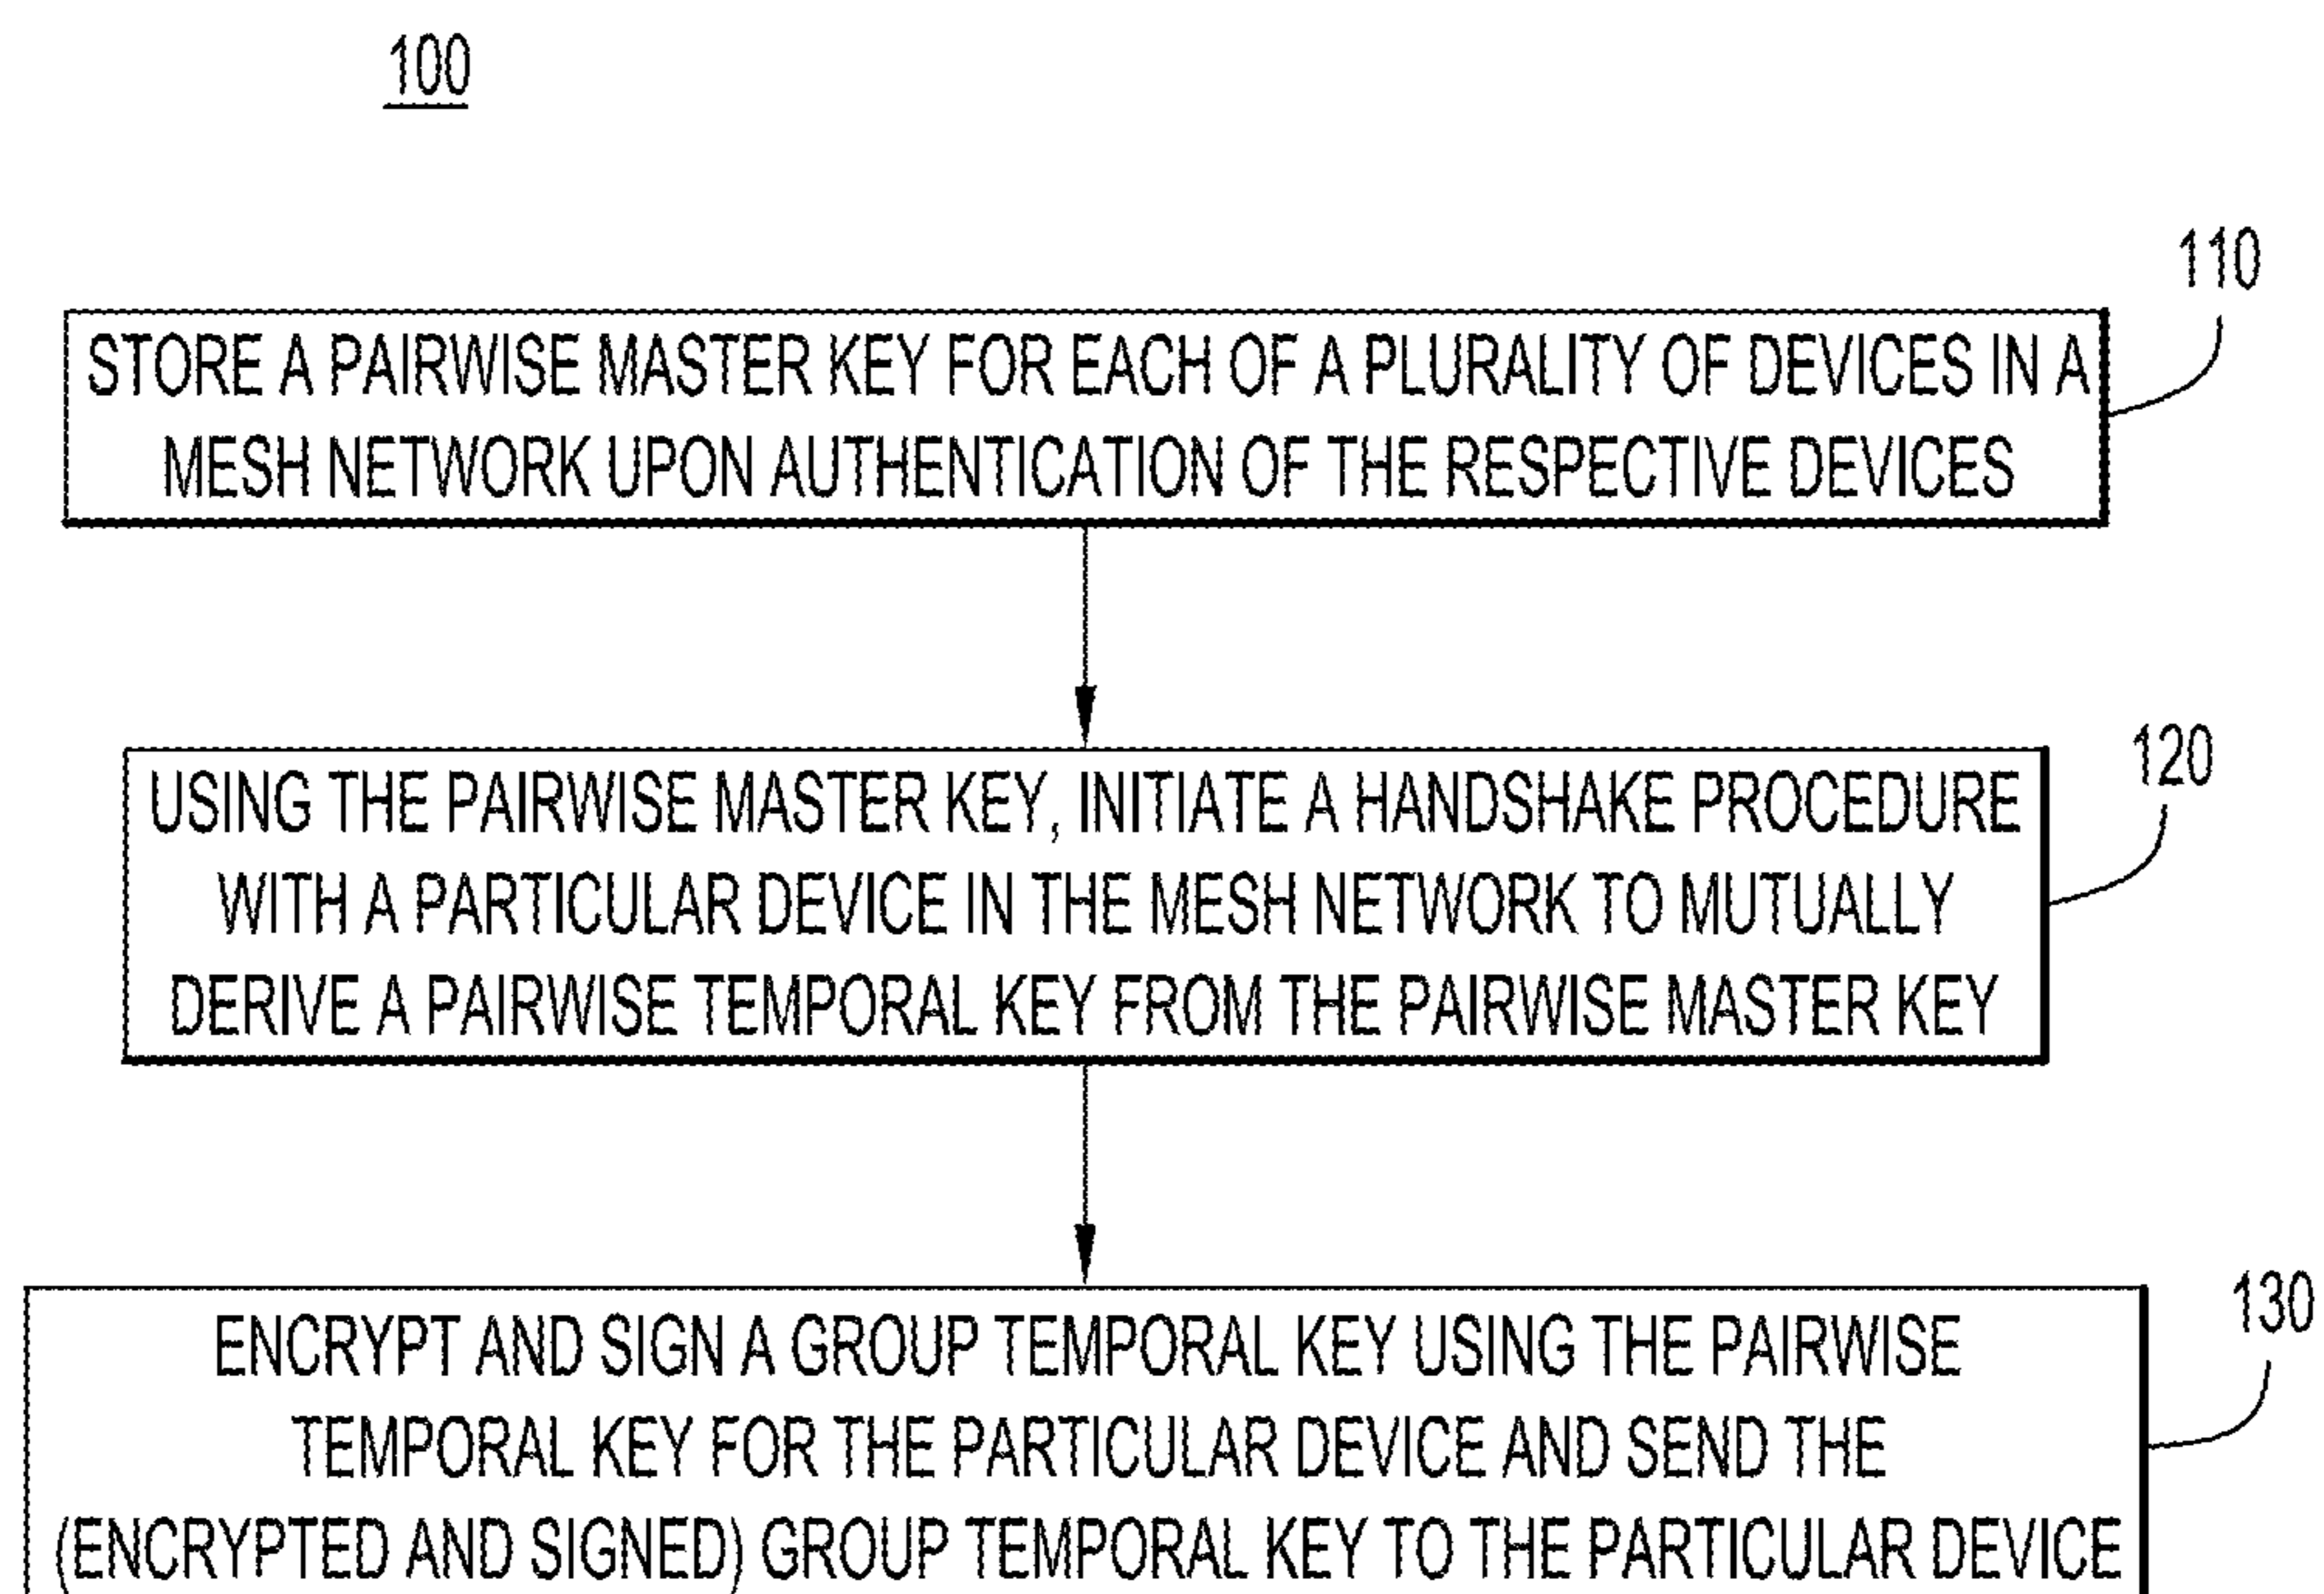 100
110
STORE A PAIRWISE MASTER KEY FOR EACH OF A PLURALITY OF DEVICES IN A
MESH NETWORK UPON AUTHENTICATION OF THE RESPECTIVE DEVICES
120
USING THE PAIRWISE MASTER KEY, INITIATE A HANDSHAKE PROCEDURE
WITH A PARTICULAR DEVICE IN THE MESH NETWORK TO MUTUALLY
DERIVE A PAIRWISE TEMPORAL KEY FROM THE PAIRWISE MASTER KEY
130
ENCRYPT AND SIGN A GROUP TEMPORAL KEY USING THE PAIRWISE
TEMPORAL KEY FOR THE PARTICULAR DEVICE AND SEND THE
(ENCRYPTED AND SIGNED) GROUP TEMPORAL KEY TO THE PARTICULAR DEVICE